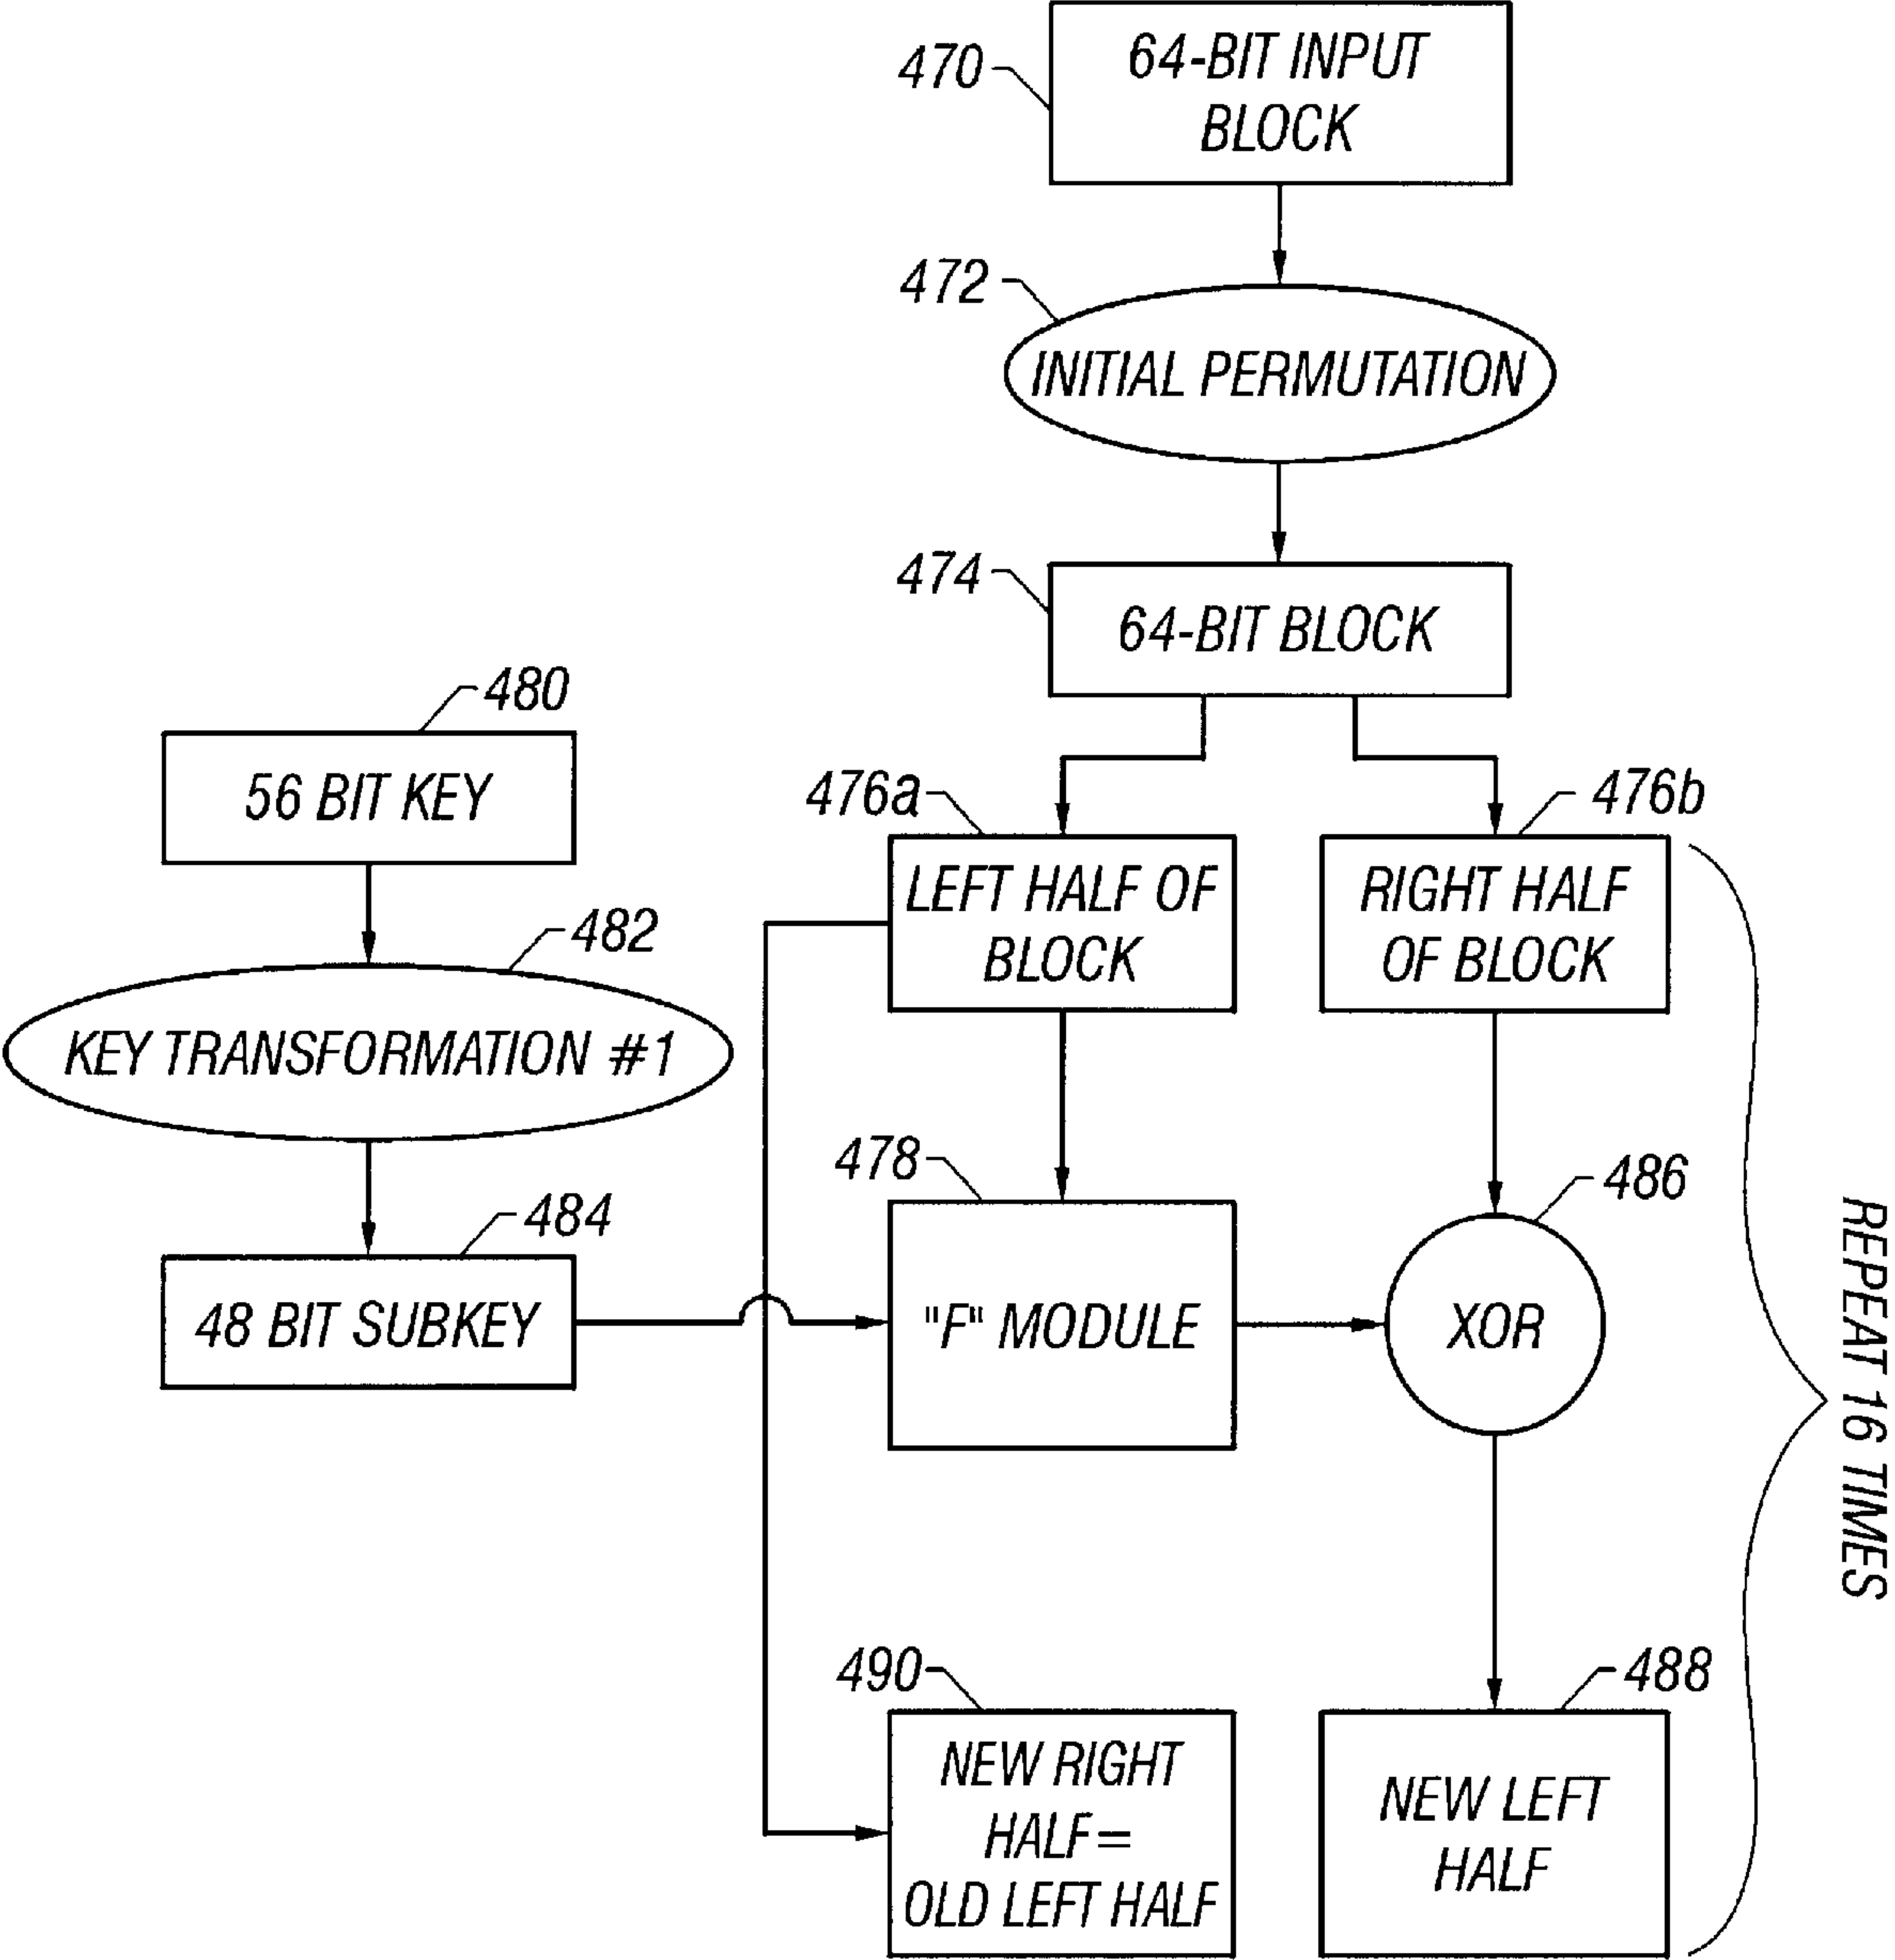 470
64-BIT INPUT
BLOCK
472
INITIAL PERMUTATION
474
64-BIT BLOCK
480
56 BIT KEY
476a
476b
LEFT HALF OF
BLOCK
RIGHT HALF
OF BLOCK
482
KEY TRANSFORMATION #1
478
486
484
48 BIT SUBKEY
"F" MODULE
XOR
REPEAT 16 TIMES
490
488
NEW RIGHT
HALF=
OLD LEFT HALF
NEW LEFT
HALF